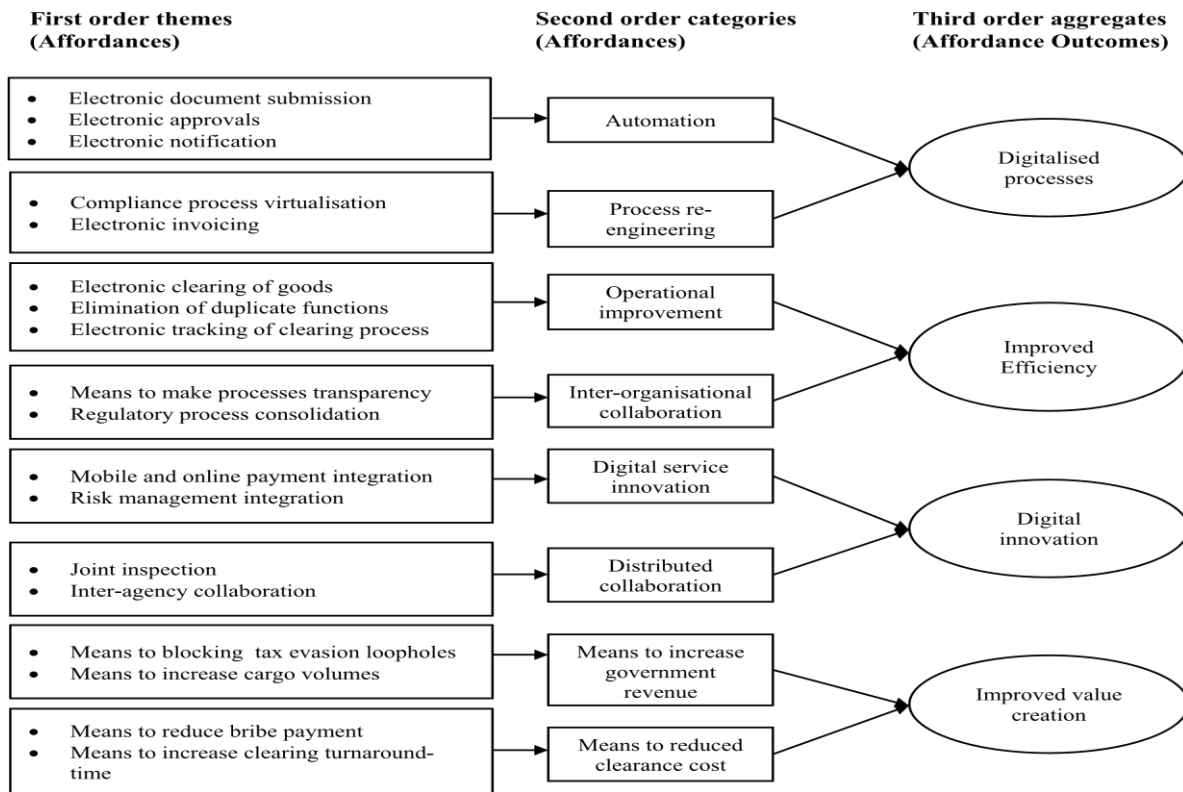 First order themes
(Affordances)
Second order categories
(Affordances)
Third order aggregates
(Affordance Outcomes)
• Electronic document submission
• Electronic approvals
• Electronic notification
Automation
Digitalised
processes
• Compliance process virtualisation
• Electronic invoicing
Process re-
engineering
• Electronic clearing of goods
• Elimination of duplicate functions
• Electronic tracking of clearing process
Operational
improvement
Improved
Efficiency
• Means to make processes transparency
• Regulatory process consolidation
Inter-organisational
collaboration
• Mobile and online payment integration
• Risk management integration
Digital service
innovation
Digital
innovation
• Joint inspection
• Inter-agency collaboration
Distributed
collaboration
• Means to blocking tax evasion loopholes
• Means to increase cargo volumes
Means to increase
government
revenue
Improved value
creation
• Means to reduce bribe payment
• Means to increase clearing turnaround-
time
Means to reduced
clearance cost